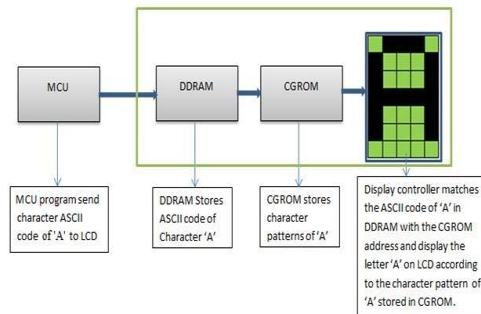 MCU
DDRAM
CGROM
MCU program send
character ASCII
code of 'A' to LCD
DDRAM Stores
ASCII code of
Character ‘A’
CGROM stores
character
patterns of ‘A’
Display controller matches
the ASCII code of ‘A’ in
DDRAM with the CGROM
address and display the
letter ‘A’ on LCD according
to the character pattern of
‘A’ stored in CGROM.